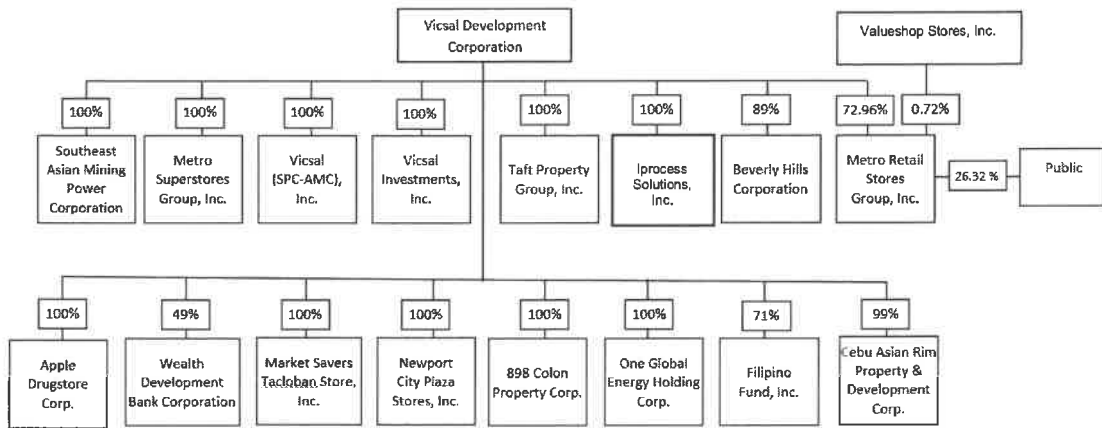 Vicsal Development
Corporation
Valueshop Stores, Inc.
100%
100%
100%
100%
100%
100%
89%
72.96%
0.72%
Southeast
Asian Mining
Power
Corporation
Metro
Superstores
Group, Inc.
Vicsal
(SPC-AMC),
Inc.
Vicsal
Investments,
Inc.
Taft Property
Group, Inc.
Iprocess
Solutions,
Inc.
Beverly Hills
Corporation
Metro Retail
Stores
Group, Inc.
26.32 %
Public
100%
49%
100%
100%
100%
100%
71%
99%
Apple
Drugstore
Corp.
Wealth
Development
Bank Corporation
Market Savers
Tacloban Store,
Inc.
Newport
City Plaza
Stores, Inc.
898 Colon
Property Corp.
One Global
Energy Holding
Corp.
Filipino
Fund, Inc.
Cebu Asian Rim
Property &
Development
Corp.